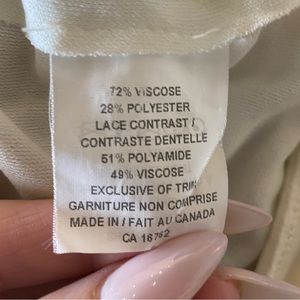 72% VISCOSE
28% POLYESTER
LACE CONTRAST /
CONTRASTE DENTELLE
51% POLYAMIDE
49% VISCOSE
EXCLUSIVE OF TRIM
GARNITURE NON COMPRISE
MADE IN / FAIT AU CANADA
CA 16752